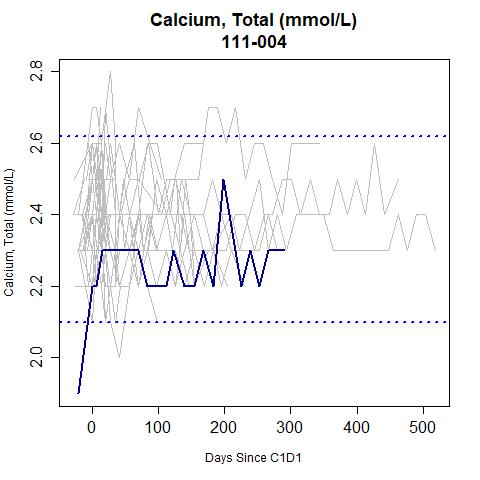 Calcium, Total (mmol/L)
111-004
Calcium, Total (mmol/L)
2.8
2.6
2.4
2.2
2.0
0 100 200 300 400 500
Days Since C1D1